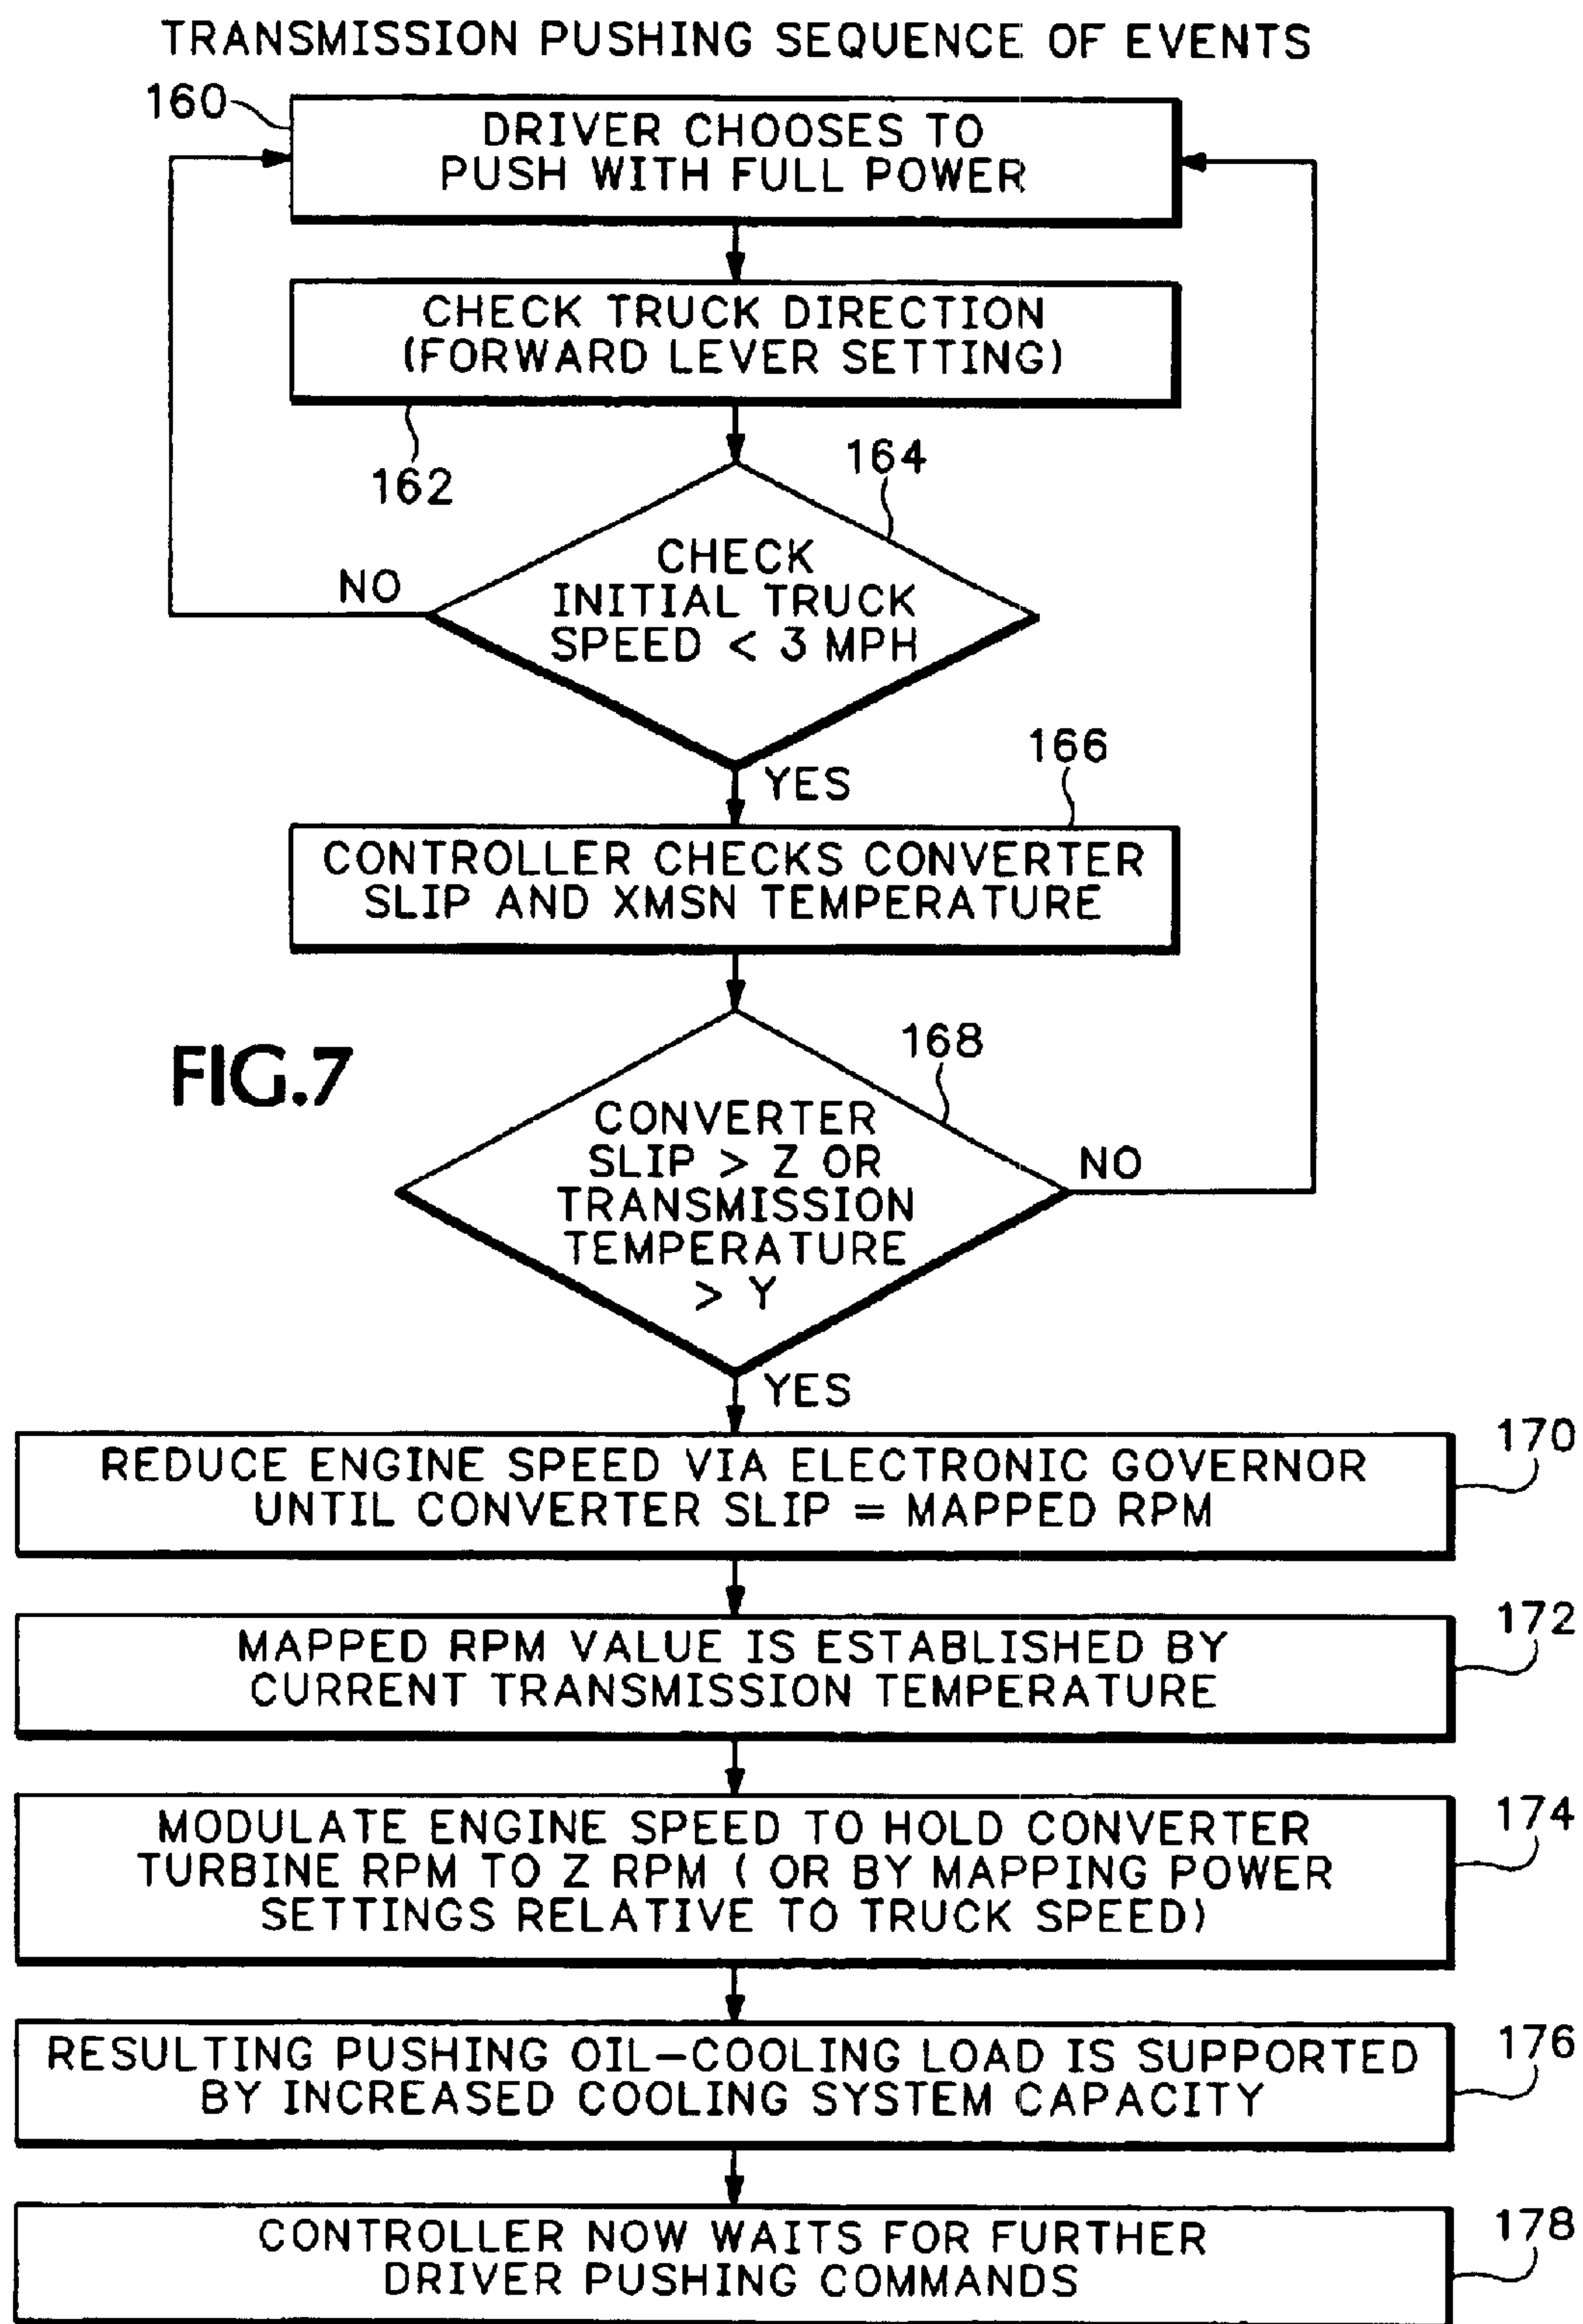 TRANSMISSION PUSHING SEQUENCE OF EVENTS
160
DRIVER CHOOSES TO
PUSH WITH FULL POWER
CHECK TRUCK DIRECTION
(FORWARD LEVER SETTING)
162
164
CHECK
INITIAL TRUCK
SPEED < 3 MPH
NO
YES
166
CONTROLLER CHECKS CONVERTER
SLIP AND XMSN TEMPERATURE
FIG.7
168
CONVERTER
SLIP > Z OR
TRANSMISSION
TEMPERATURE
> Y
NO
YES
170
REDUCE ENGINE SPEED VIA ELECTRONIC GOVERNOR
UNTIL CONVERTER SLIP = MAPPED RPM
172
MAPPED RPM VALUE IS ESTABLISHED BY
CURRENT TRANSMISSION TEMPERATURE
174
MODULATE ENGINE SPEED TO HOLD CONVERTER
TURBINE RPM TO Z RPM ( OR BY MAPPING POWER
SETTINGS RELATIVE TO TRUCK SPEED)
176
RESULTING PUSHING OIL-COOLING LOAD IS SUPPORTED
BY INCREASED COOLING SYSTEM CAPACITY
178
CONTROLLER NOW WAITS FOR FURTHER
DRIVER PUSHING COMMANDS